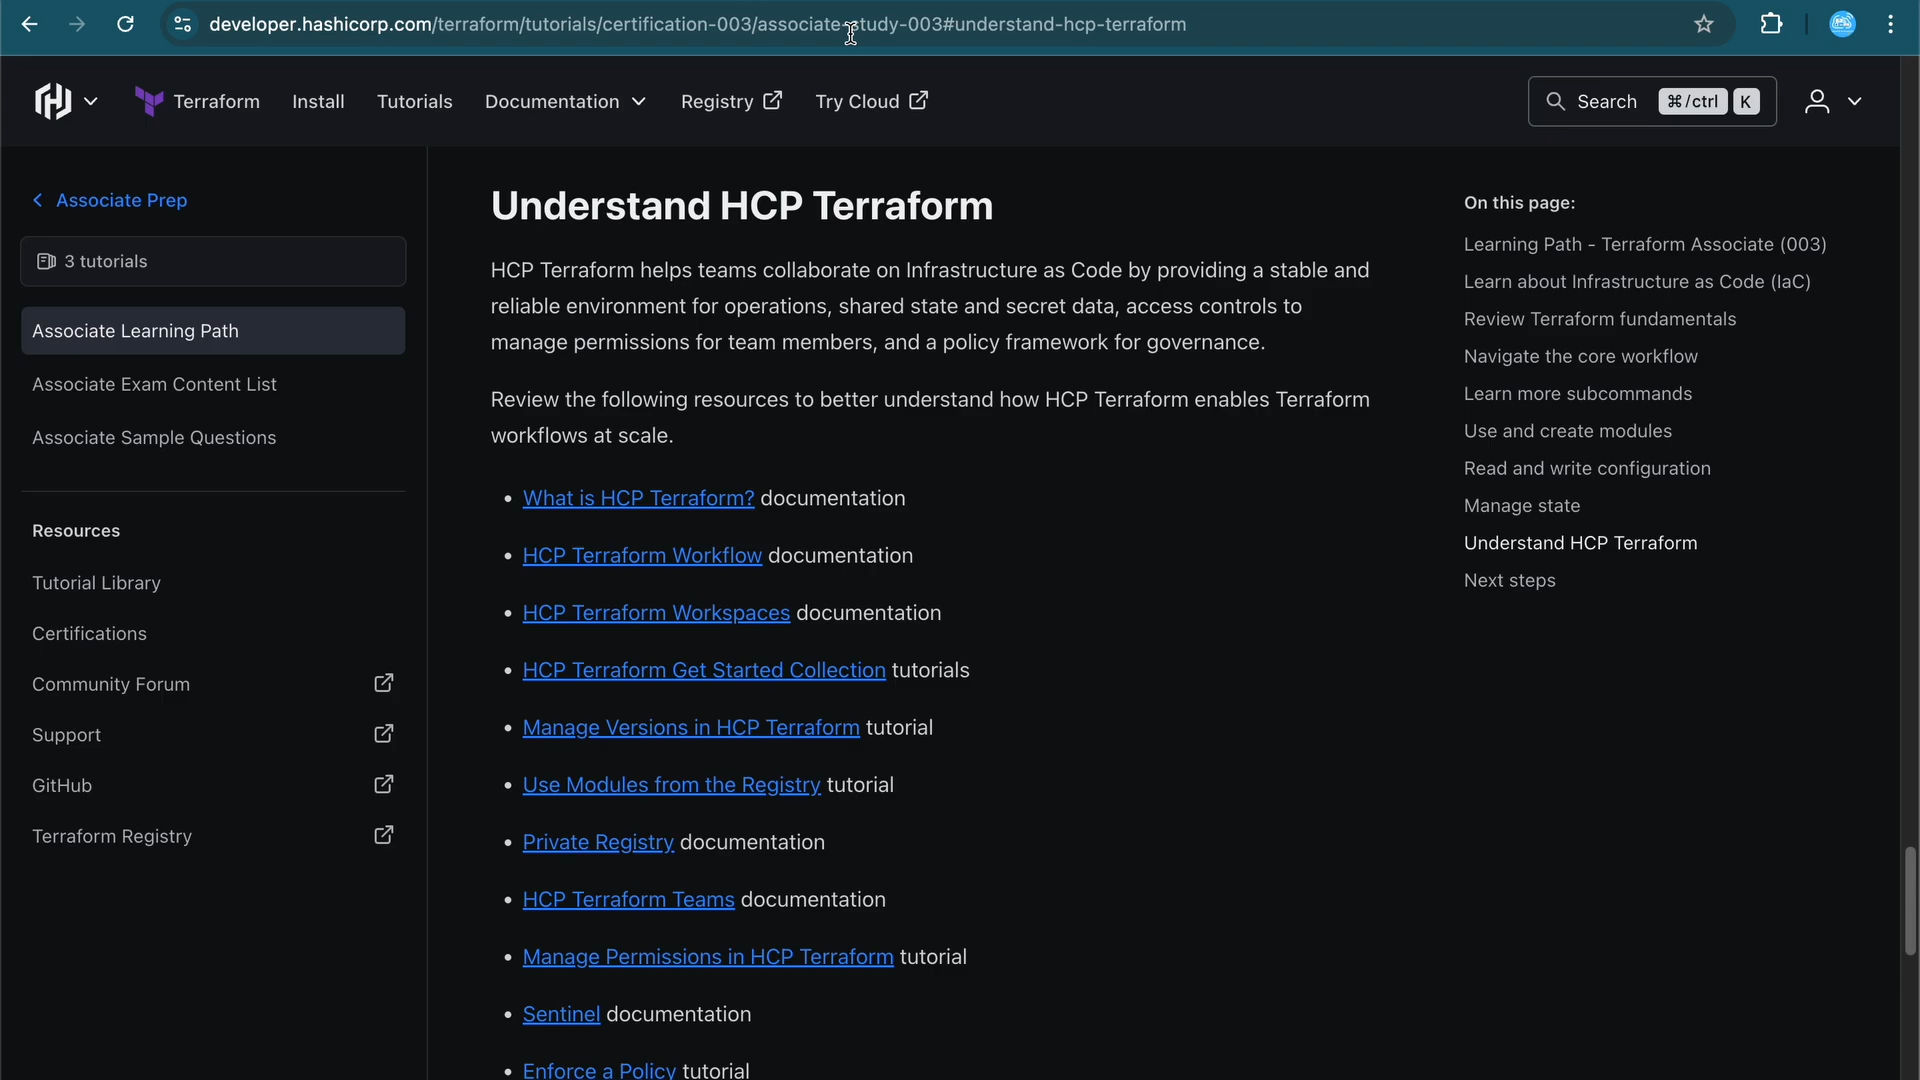 developer.hashicorp.com/terraform/tutorials/certification-003/associate-study-003#understand-hcp-terraform
Terraform
Install
Tutorials
Documentation
Registry
Try Cloud
Search
⌘/ctrl
K
Associate Prep
3 tutorials
Associate Learning Path
Associate Exam Content List
Associate Sample Questions
Resources
Tutorial Library
Certifications
Community Forum
Support
GitHub
Terraform Registry
Understand HCP Terraform
HCP Terraform helps teams collaborate on Infrastructure as Code by providing a stable and
reliable environment for operations, shared state and secret data, access controls to
manage permissions for team members, and a policy framework for governance.
Review the following resources to better understand how HCP Terraform enables Terraform
workflows at scale.
• What is HCP Terraform? documentation
• HCP Terraform Workflow documentation
• HCP Terraform Workspaces documentation
• HCP Terraform Get Started Collection tutorials
• Manage Versions in HCP Terraform tutorial
• Use Modules from the Registry tutorial
• Private Registry documentation
• HCP Terraform Teams documentation
• Manage Permissions in HCP Terraform tutorial
• Sentinel documentation
• Enforce a Policy tutorial
On this page:
Learning Path - Terraform Associate (003)
Learn about Infrastructure as Code (IaC)
Review Terraform fundamentals
Navigate the core workflow
Learn more subcommands
Use and create modules
Read and write configuration
Manage state
Understand HCP Terraform
Next steps